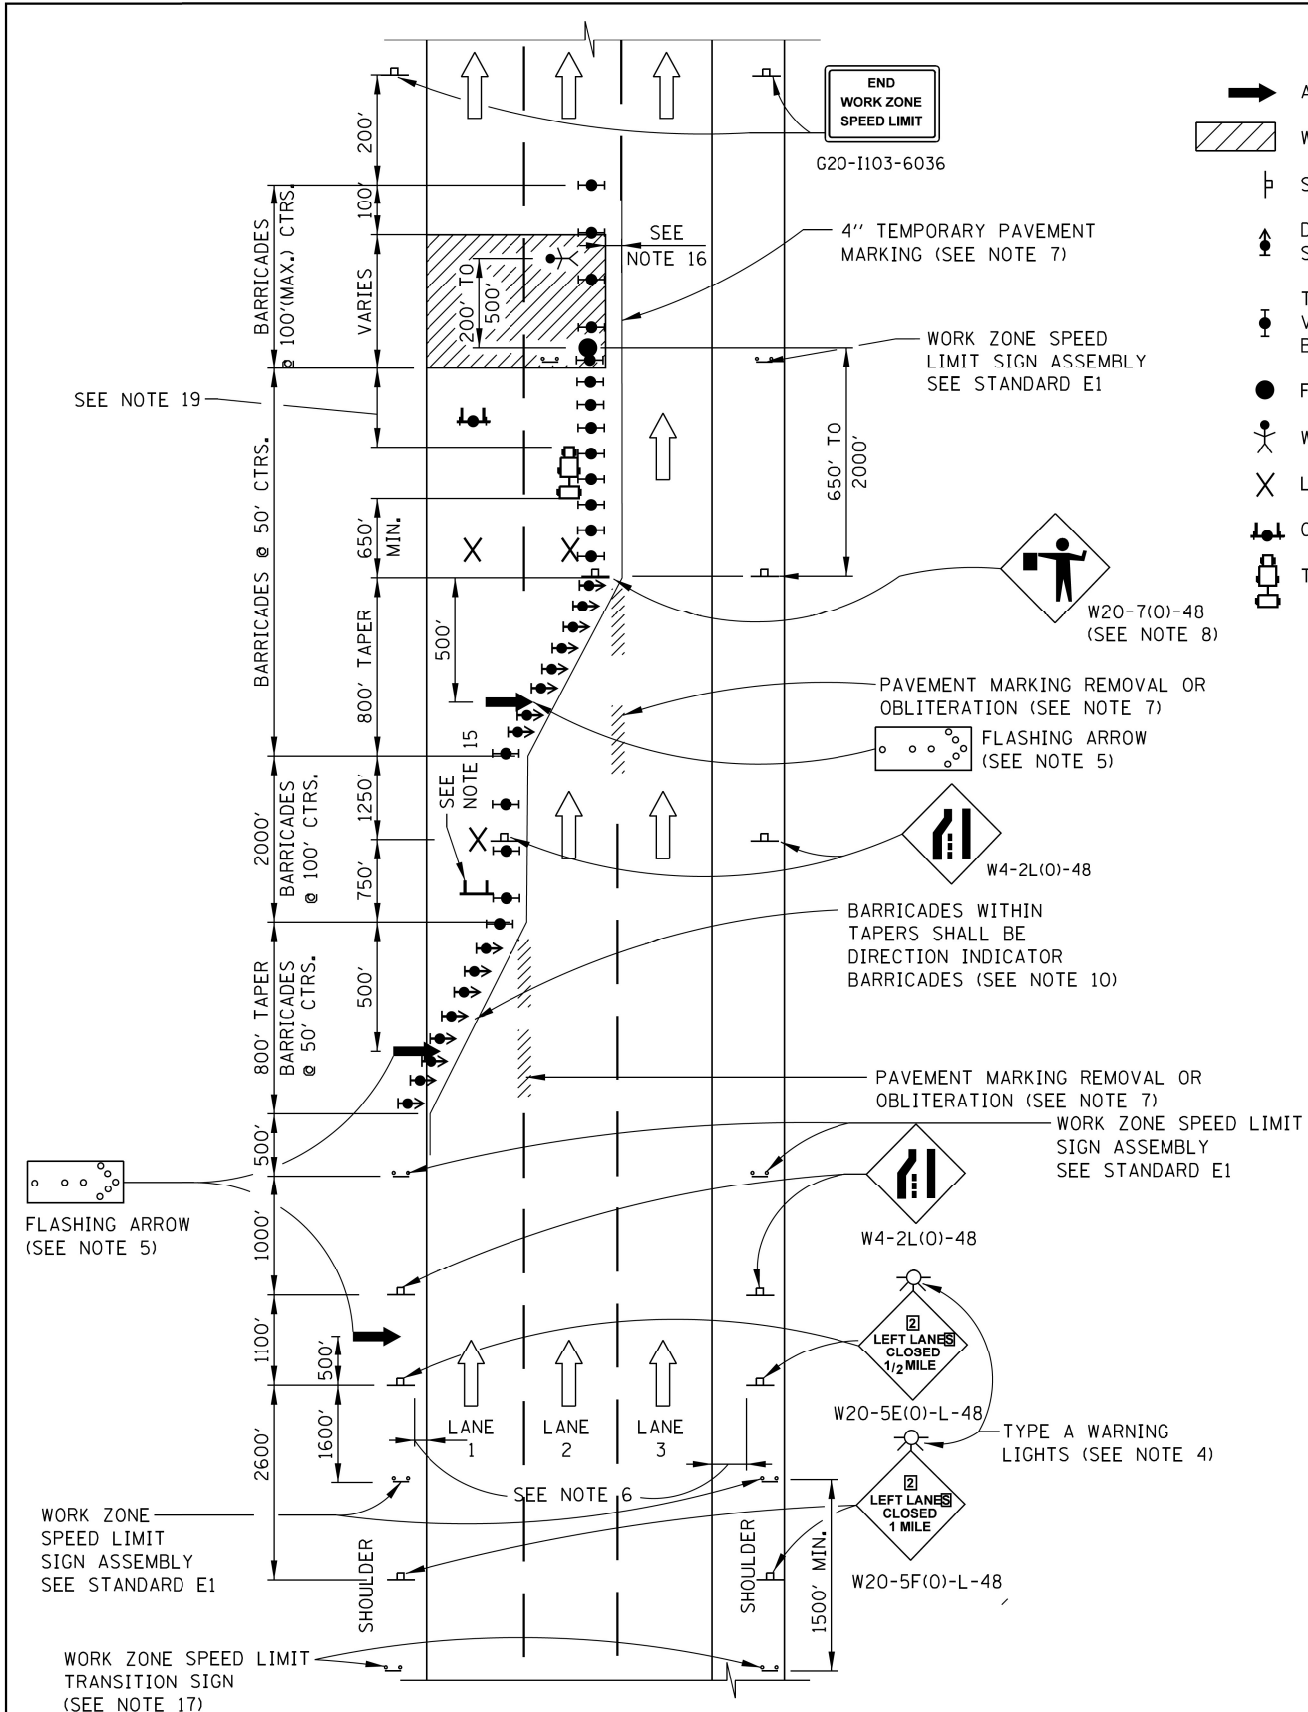 END
WORK ZONE
SPEED LIMIT
G20-I103-6036
A
W
S
D
S
T
V
B
F
W
L
C
T
200'
100'
BARRICADES
@ 100'(MAX.) CTRS.
VARIES
200' TO
500'
SEE
NOTE 16
4'' TEMPORARY PAVEMENT
MARKING (SEE NOTE 7)
WORK ZONE SPEED
LIMIT SIGN ASSEMBLY
SEE STANDARD E1
SEE NOTE 19
BARRICADES @ 50' CTRS.
650'
MIN.
650' TO
2000'
W20-7(O)-48
(SEE NOTE 8)
800' TAPER
500'
PAVEMENT MARKING REMOVAL OR
OBLITERATION (SEE NOTE 7)
FLASHING ARROW
(SEE NOTE 5)
SEE
NOTE 15
2000'
BARRICADES
@ 100' CTRS.
1250'
750'
W4-2L(O)-48
BARRICADES WITHIN
TAPERS SHALL BE
DIRECTION INDICATOR
BARRICADES (SEE NOTE 10)
800' TAPER
BARRICADES
@ 50' CTRS.
500'
PAVEMENT MARKING REMOVAL OR
OBLITERATION (SEE NOTE 7)
WORK ZONE SPEED LIMIT
SIGN ASSEMBLY
SEE STANDARD E1
500'
FLASHING ARROW
(SEE NOTE 5)
1000'
W4-2L(O)-48
1100'
500'
2
LEFT LANES
CLOSED
1/2 MILE
W20-5E(O)-L-48
LANE
1
LANE
2
LANE
3
2600'
1600'
TYPE A WARNING
LIGHTS (SEE NOTE 4)
SEE NOTE 6
2
LEFT LANES
CLOSED
1 MILE
W20-5F(O)-L-48
WORK ZONE
SPEED LIMIT
SIGN ASSEMBLY
SEE STANDARD E1
SHOULDER
SHOULDER
1500' MIN.
WORK ZONE SPEED LIMIT
TRANSITION SIGN
(SEE NOTE 17)